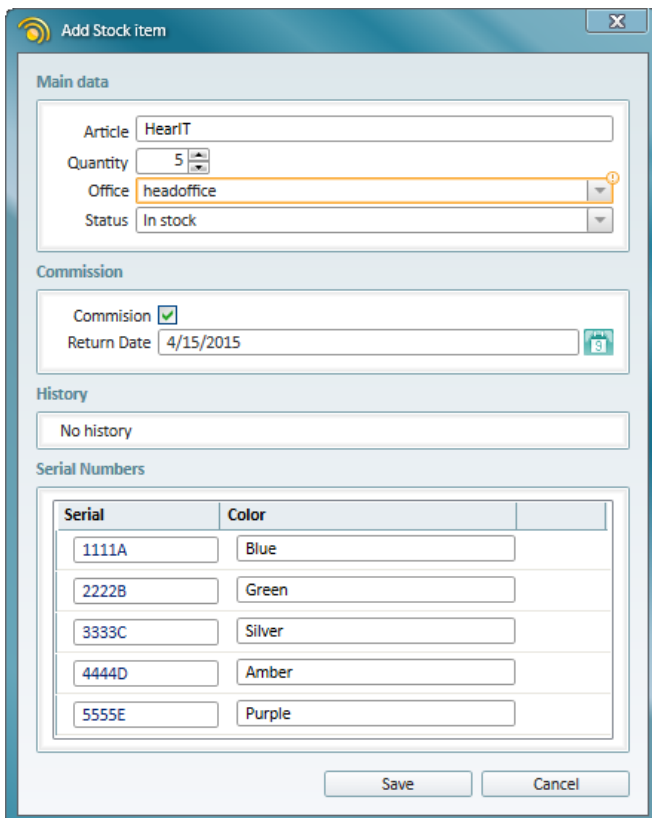 Add Stock item
Main data
Article HearIT
Quantity 5
Office headoffice
Status In stock
Commission
Commision
Return Date 4/15/2015
9
History
No history
Serial Numbers
Serial Color
1111A Blue
2222B Green
3333C Silver
4444D Amber
5555E Purple
Save Cancel